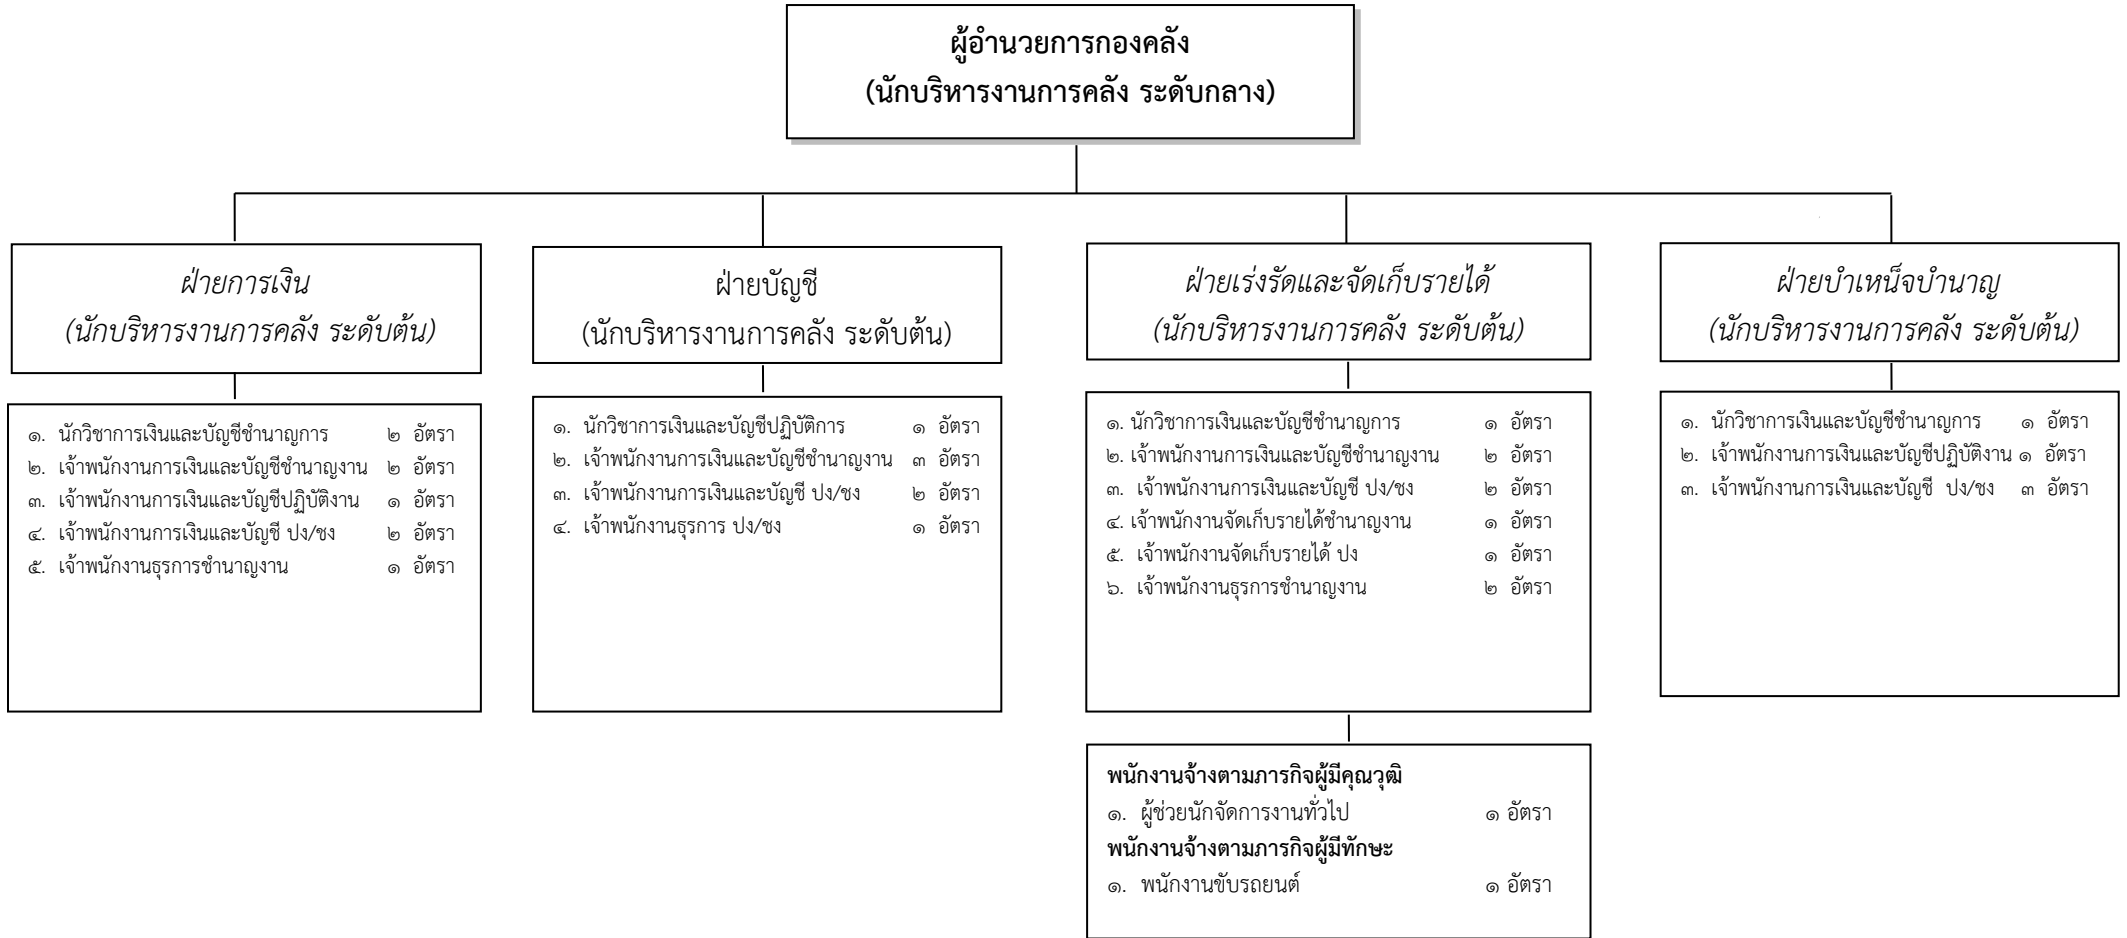 ผู้อำนวยการกองคลัง
(นักบริหารงานการคลัง ระดับกลาง)
ฝ่ายการเงิน
(นักบริหารงานการคลัง ระดับต้น)
๑. นักวิชาการเงินและบัญชีชำนาญการ ๒ อัตรา
๒. เจ้าพนักงานการเงินและบัญชีชำนาญงาน ๒ อัตรา
๓. เจ้าพนักงานการเงินและบัญชีปฏิบัติงาน ๑ อัตรา
๔. เจ้าพนักงานการเงินและบัญชี ปง/ชง ๒ อัตรา
๕. เจ้าพนักงานธุรการชำนาญงาน ๑ อัตรา
ฝ่ายบัญชี
(นักบริหารงานการคลัง ระดับต้น)
๑. นักวิชาการเงินและบัญชีปฏิบัติการ ๑ อัตรา
๒. เจ้าพนักงานการเงินและบัญชีชำนาญงาน ๓ อัตรา
๓. เจ้าพนักงานการเงินและบัญชี ปง/ชง ๒ อัตรา
๔. เจ้าพนักงานธุรการ ปง/ชง ๑ อัตรา
ฝ่ายเร่งรัดและจัดเก็บรายได้
(นักบริหารงานการคลัง ระดับต้น)
๑. นักวิชาการเงินและบัญชีชำนาญการ ๑ อัตรา
๒. เจ้าพนักงานการเงินและบัญชีชำนาญงาน ๒ อัตรา
๓. เจ้าพนักงานการเงินและบัญชี ปง/ชง ๒ อัตรา
๔. เจ้าพนักงานจัดเก็บรายได้ชำนาญงาน ๑ อัตรา
๕. เจ้าพนักงานจัดเก็บรายได้ ปง ๑ อัตรา
๖. เจ้าพนักงานธุรการชำนาญงาน ๒ อัตรา
พนักงานจ้างตามภารกิจผู้มีคุณวุฒิ
๑. ผู้ช่วยนักจัดการงานทั่วไป ๑ อัตรา
พนักงานจ้างตามภารกิจผู้มีทักษะ
๑. พนักงานขับรถยนต์ ๑ อัตรา
ฝ่ายบำเหน็จบำนาญ
(นักบริหารงานการคลัง ระดับต้น)
๑. นักวิชาการเงินและบัญชีชำนาญการ ๑ อัตรา
๒. เจ้าพนักงานการเงินและบัญชีปฏิบัติงาน ๑ อัตรา
๓. เจ้าพนักงานการเงินและบัญชี ปง/ชง ๓ อัตรา